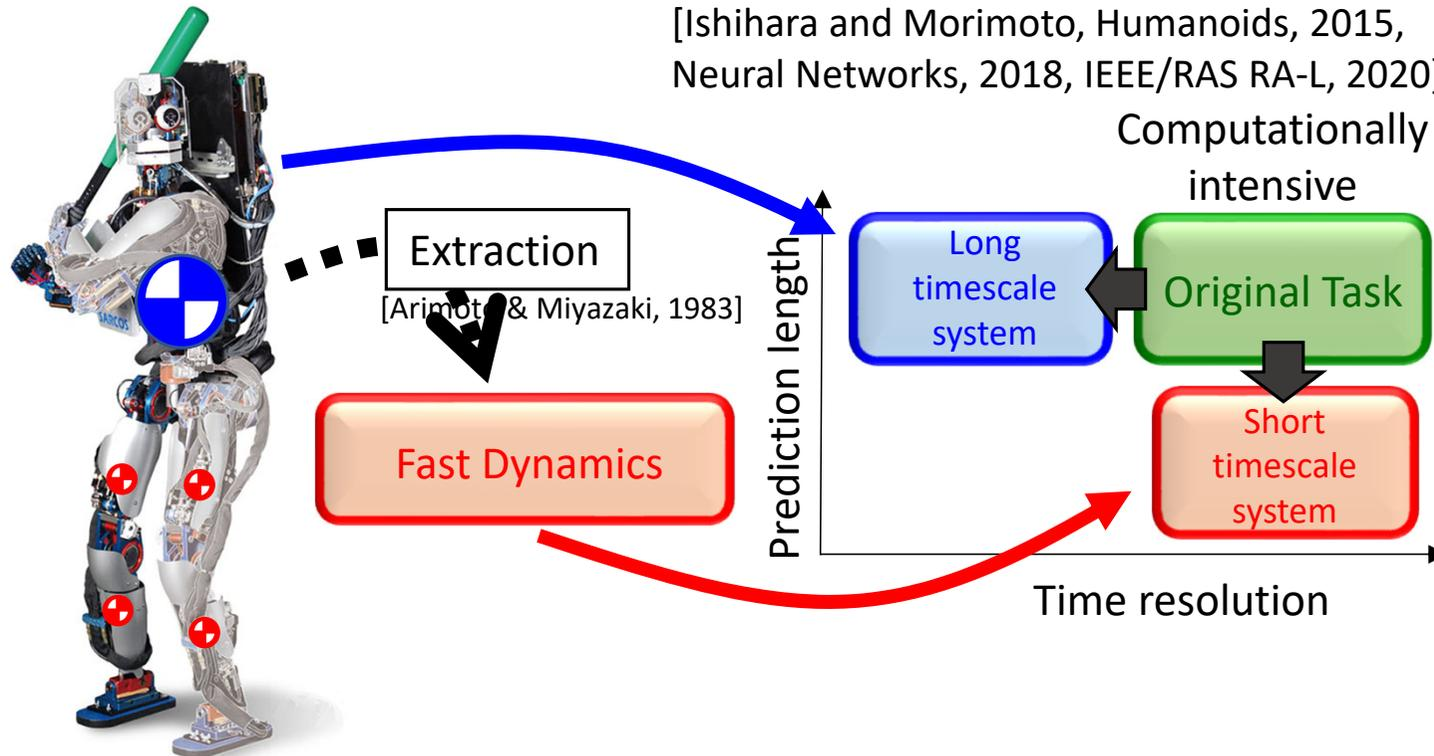 [Ishihara and Morimoto, Humanoids, 2015,
Neural Networks, 2018, IEEE/RAS RA-L, 2020]
Computationally
intensive
Extraction
[Arimoto & Miyazaki, 1983]
Fast Dynamics
Prediction length
Long
timescale
system
Original Task
Short
timescale
system
Time resolution
SARCOS